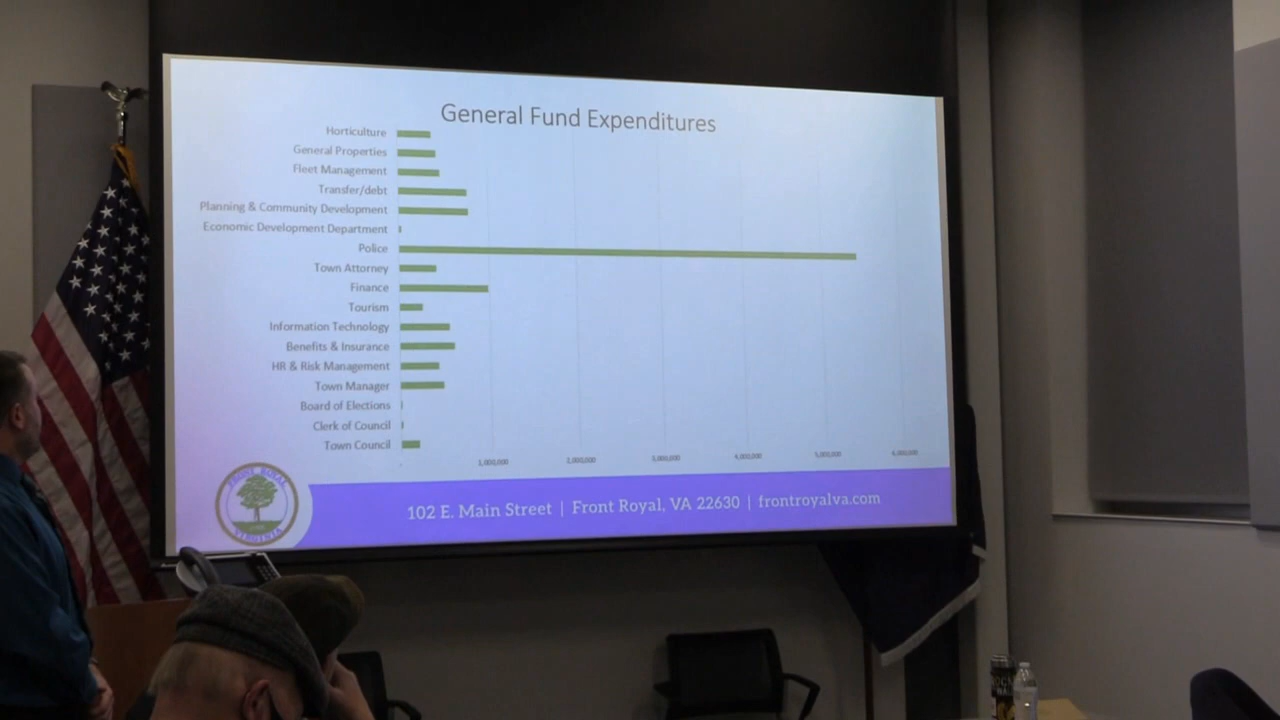 General Fund Expenditures
Horticulture
General Properties
Fleet Management
Transfer/debt
Planning & Community Development
Economic Development Department
Police
Town Attorney
Finance
Tourism
Information Technology
Benefits & Insurance
HR & Risk Management
Town Manager
Board of Elections
Clerk of Council
Town Council
1,000,000 2,000,000 3,000,000 4,000,000 5,000,000 6,000,000
FRONT ROYAL
VIRGINIA
102 E. Main Street | Front Royal, VA 22630 | frontroyalva.com